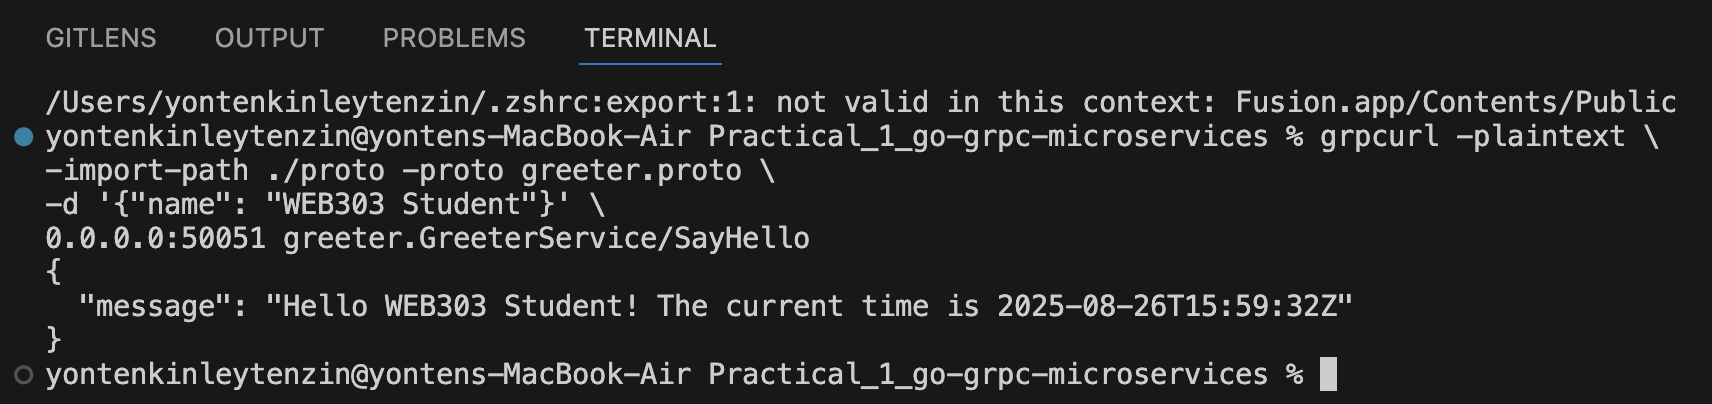 GITLENS OUTPUT PROBLEMS TERMINAL
/Users/yontenkinleytenzin/.zshrc:export:1: not valid in this context: Fusion.app/Contents/Public
yontenkinleytenzin@yontens-MacBook-Air Practical_1_go-grpc-microservices % grpcurl -plaintext \
-import-path ./proto -proto greeter.proto \
-d '{"name": "WEB303 Student"}' \
0.0.0.0:50051 greeter.GreeterService/SayHello
{
  "message": "Hello WEB303 Student! The current time is 2025-08-26T15:59:32Z"
}
yontenkinleytenzin@yontens-MacBook-Air Practical_1_go-grpc-microservices %